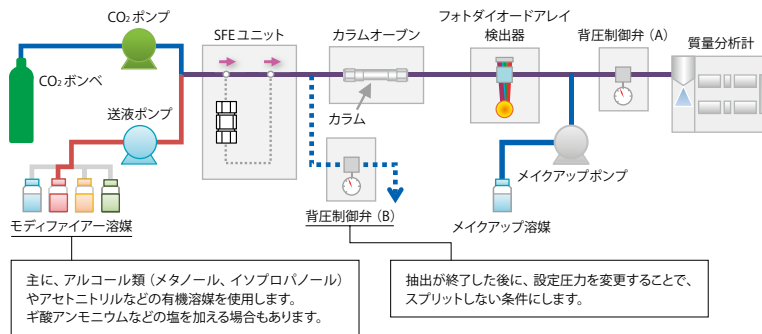 CO₂ポンプ
SFEユニット
カラムオーブン
フォトダイオードアレイ
検出器
背圧制御弁（A）
質量分析計
CO₂ボンベ
送液ポンプ
カラム
メイクアップポンプ
モディファイアー溶媒
背圧制御弁（B）
メイクアップ溶媒
主に、アルコール類（メタノール、イソプロパノール）
やアセトニトリルなどの有機溶媒を使用します。
ギ酸アンモニウムなどの塩を加える場合もあります。
抽出が終了した後に、設定圧力を変更することで、
スプリットしない条件にします。